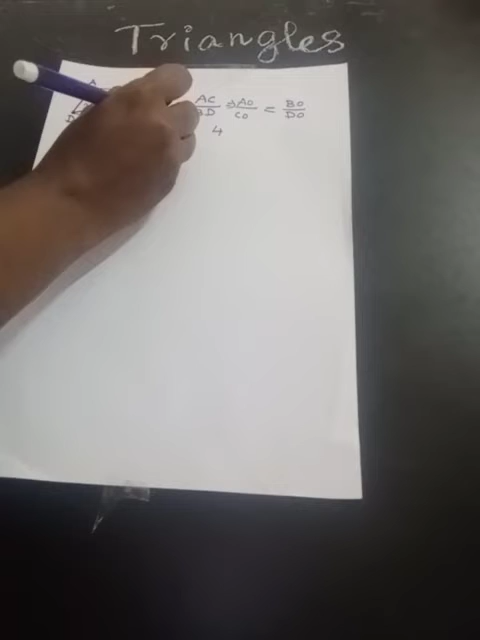 Triangles
A
AC/BD = AO/CO = BO/DO
D
4